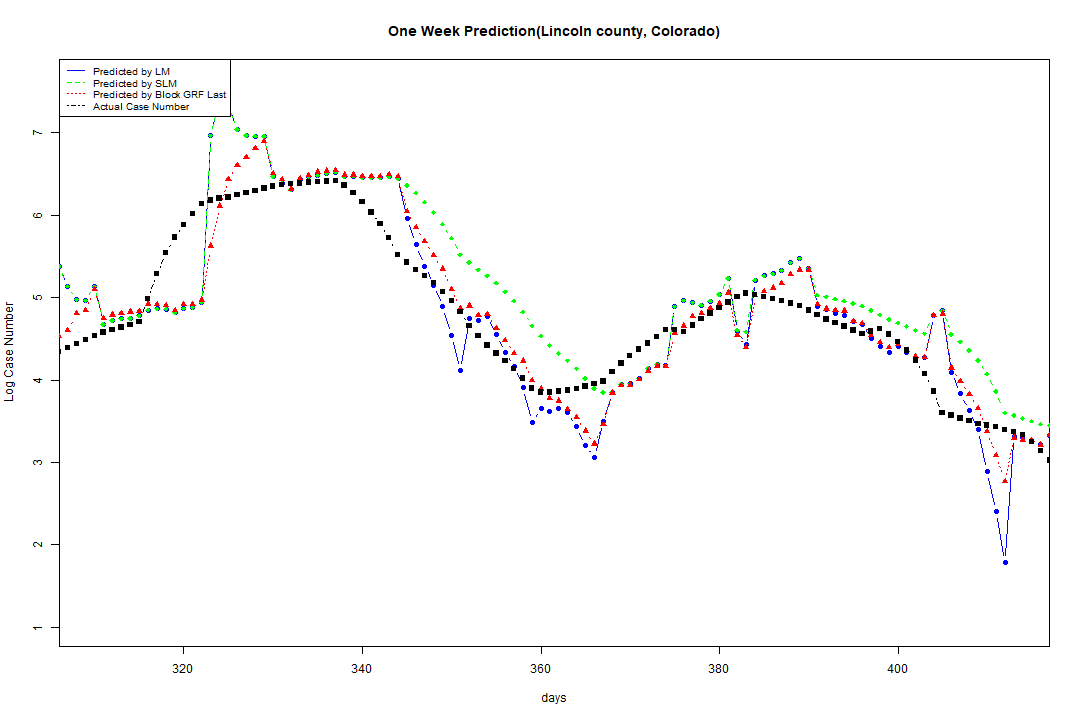 One Week Prediction(Lincoln county, Colorado)
Predicted by LM
Predicted by SLM
Predicted by Block GRF Last
Actual Case Number
7
6
5
4
3
2
1
Log Case Number
320 340 360 380 400
days